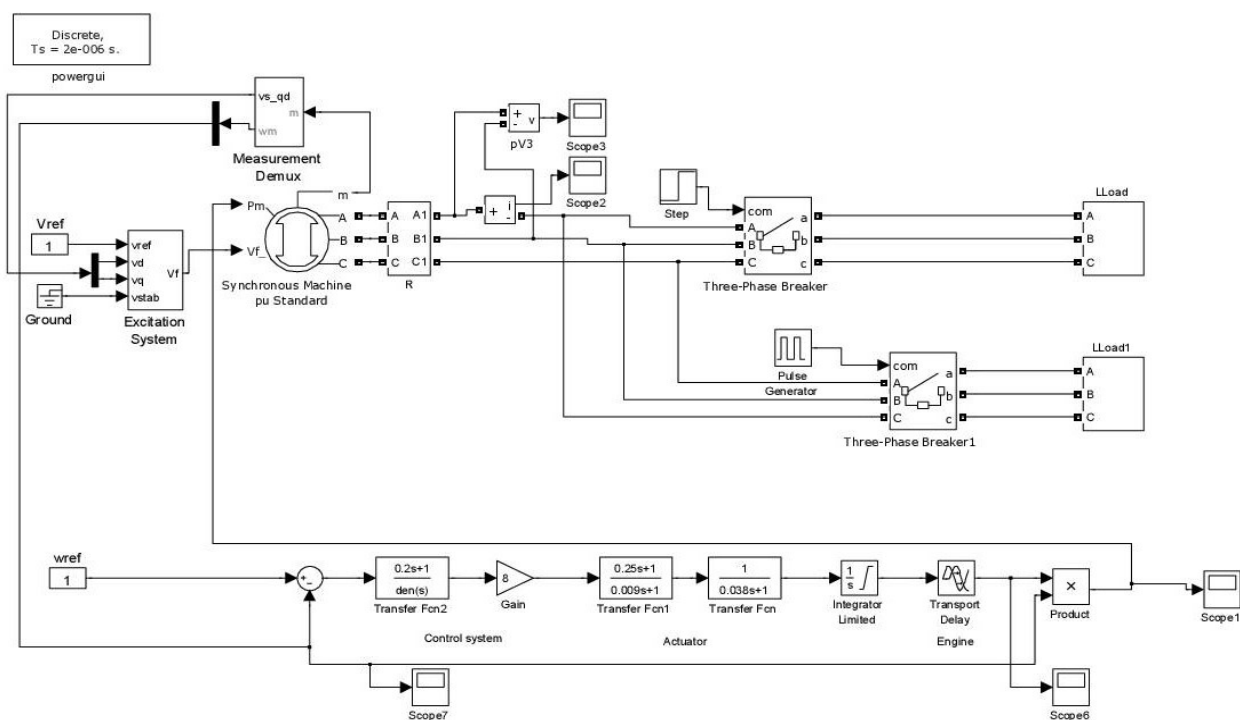 Discrete,
Ts = 2e-006 s.
powergui
vs_qd
m
wm
Measurement
Demux
+
-
v
pV3
Scope3
Scope2
+
i
-
m
Pm
Vf_
A
B
C
Synchronous Machine
pu Standard
A A1
B B1
C C1
R
Vref
1
vref
vd
vq
vstab
Vf
Ground
Excitation
System
Step
com
A
B
C
a
b
c
Three-Phase Breaker
LLoad
A
B
C
Pulse
Generator
com
A
B
C
a
b
c
Three-Phase Breaker1
LLoad1
A
B
C
wref
1
+
-
0.2s+1
den(s)
Transfer Fcn2
8
Gain
0.25s+1
0.009s+1
Transfer Fcn1
1
0.038s+1
Transfer Fcn
1
s
Integrator
Limited
Transport
Delay
×
Product
Scope1
Control system
Actuator
Engine
Scope7
Scope6